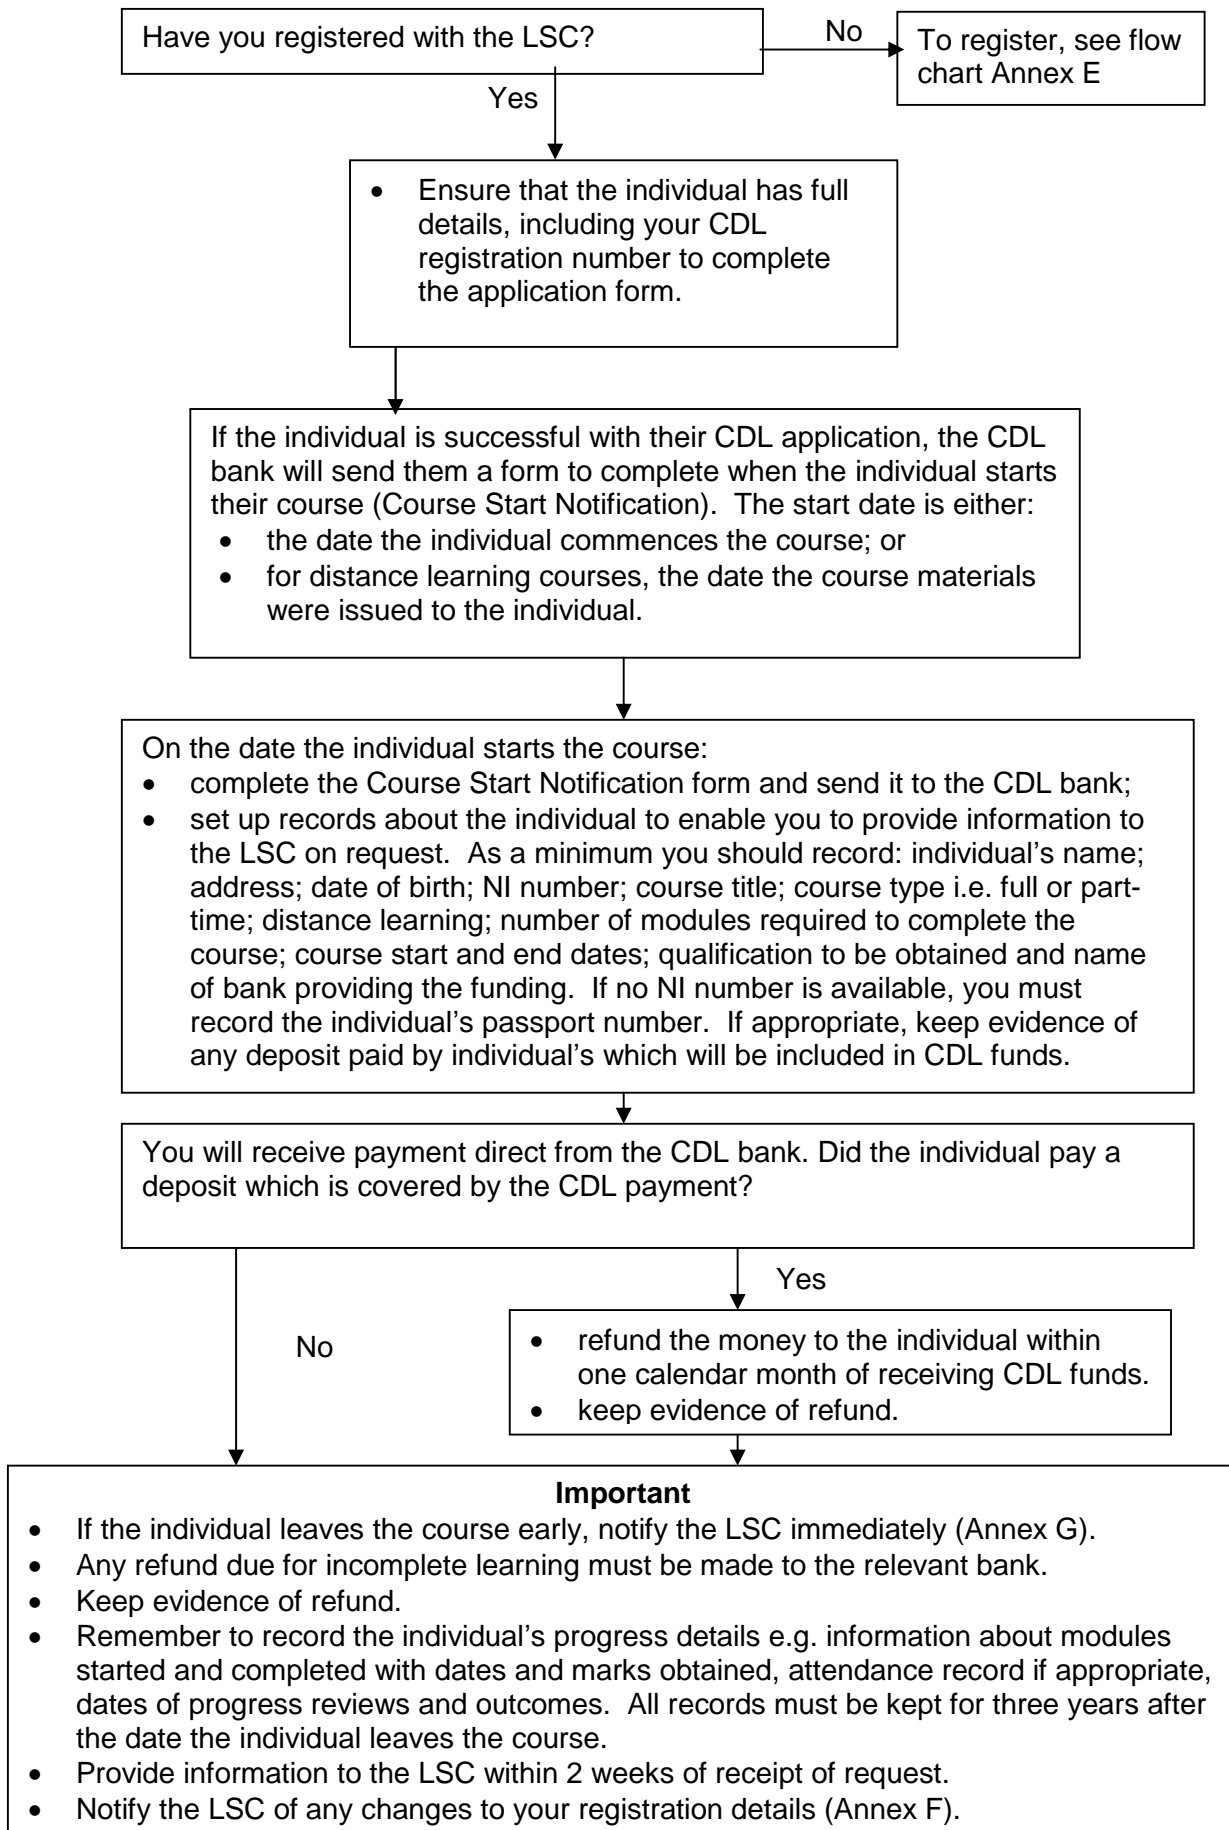 Have you registered with the LSC?
No
To register, see flow
chart Annex E
Yes
• Ensure that the individual has full
details, including your CDL
registration number to complete
the application form.
If the individual is successful with their CDL application, the CDL
bank will send them a form to complete when the individual starts
their course (Course Start Notification). The start date is either:
• the date the individual commences the course; or
• for distance learning courses, the date the course materials
were issued to the individual.
On the date the individual starts the course:
• complete the Course Start Notification form and send it to the CDL bank;
• set up records about the individual to enable you to provide information to
the LSC on request. As a minimum you should record: individual's name;
address; date of birth; NI number; course title; course type i.e. full or part-
time; distance learning; number of modules required to complete the
course; course start and end dates; qualification to be obtained and name
of bank providing the funding. If no NI number is available, you must
record the individual's passport number. If appropriate, keep evidence of
any deposit paid by individual's which will be included in CDL funds.
You will receive payment direct from the CDL bank. Did the individual pay a
deposit which is covered by the CDL payment?
Yes
No
• refund the money to the individual within
one calendar month of receiving CDL funds.
• keep evidence of refund.
Important
• If the individual leaves the course early, notify the LSC immediately (Annex G).
• Any refund due for incomplete learning must be made to the relevant bank.
• Keep evidence of refund.
• Remember to record the individual's progress details e.g. information about modules
started and completed with dates and marks obtained, attendance record if appropriate,
dates of progress reviews and outcomes. All records must be kept for three years after
the date the individual leaves the course.
• Provide information to the LSC within 2 weeks of receipt of request.
• Notify the LSC of any changes to your registration details (Annex F).